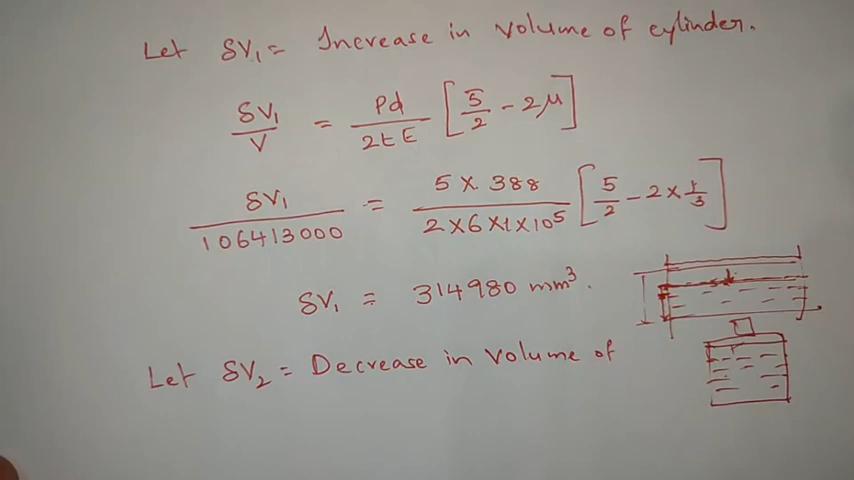 Let δV₁ = Increase in volume of cylinder.
δV₁/V = Pd/2tE [5/2 - 2μ]
δV₁/106413000 = 5 × 388/2×6×1×10⁵ [5/2 - 2×1/3]
δV₁ = 314980 mm³.
Let δV₂ = Decrease in volume of